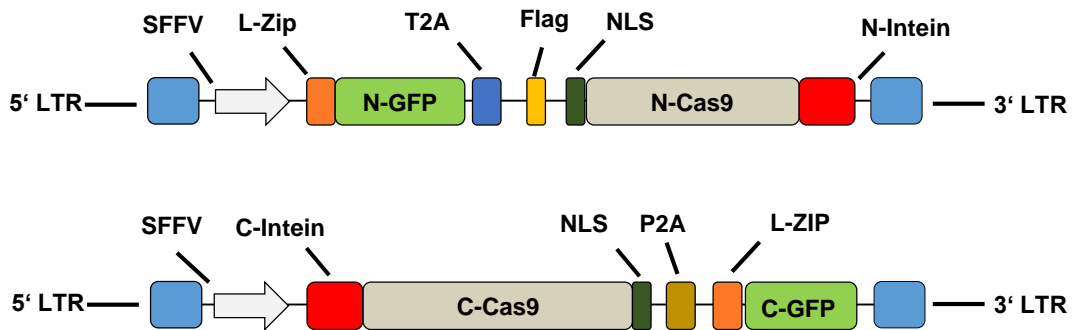 SFFV L-Zip T2A Flag NLS N-Intein
5‘ LTR N-GFP N-Cas9 3‘ LTR
SFFV C-Intein NLS P2A L-ZIP
5‘ LTR C-Cas9 C-GFP 3‘ LTR